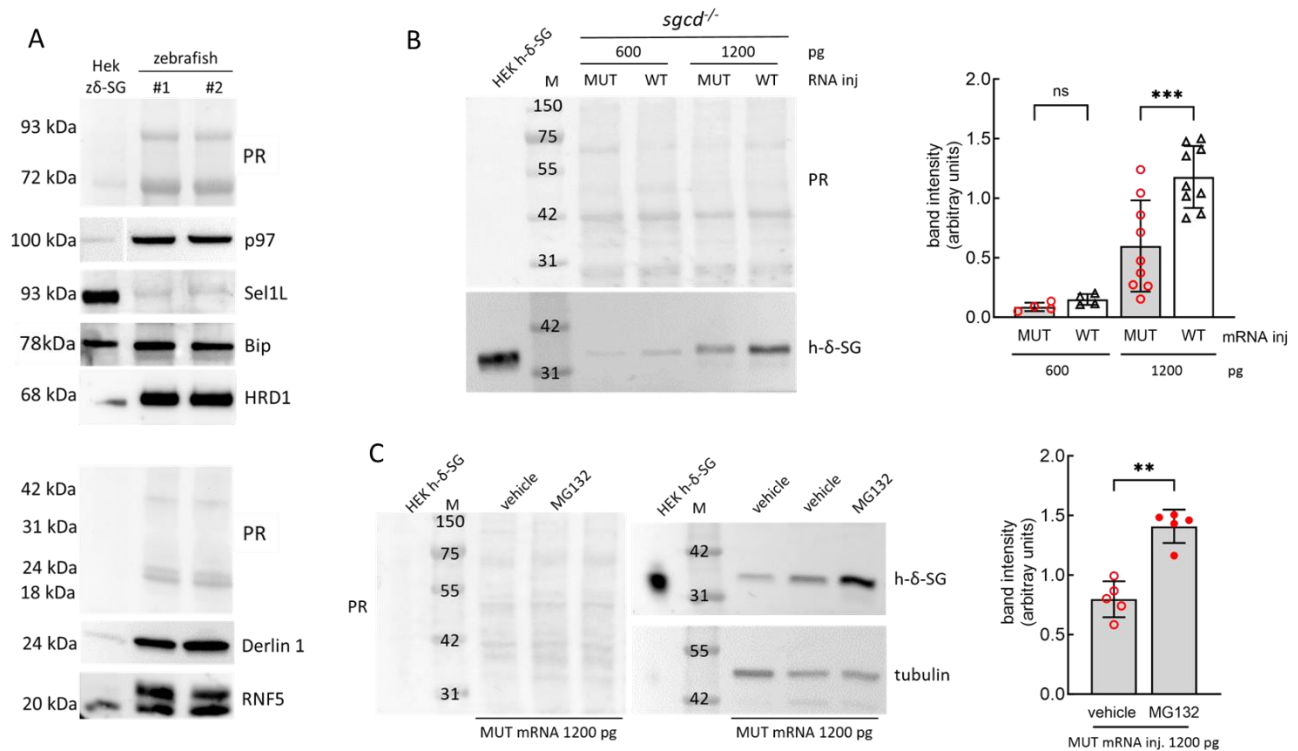 A
Hek
zδ-SG
zebrafish
#1 #2
93 kDa
72 kDa
PR
100 kDa
p97
93 kDa
Sel1L
78kDa
Bip
68 kDa
HRD1
42 kDa
31 kDa
24 kDa
18 kDa
PR
24 kDa
Derlin 1
20 kDa
RNF5
B
HEK h-δ-SG
M
sgcd-/-
600 1200 pg
MUT WT MUT WT RNA inj
150
75
55
42
31
PR
42
31
h-δ-SG
2.0
1.5
1.0
0.5
0.0
band intensity
(arbitray units)
ns
***
MUT WT MUT WT mRNA inj
600 1200 pg
C
HEK h-δ-SG
M
vehicle
MG132
150
75
55
42
31
PR
MUT mRNA 1200 pg
HEK h-δ-SG
M
vehicle
vehicle
MG132
42
31
h-δ-SG
55
42
tubulin
MUT mRNA 1200 pg
2.0
1.5
1.0
0.5
0.0
band intensity
(arbitray units)
**
vehicle MG132
MUT mRNA inj. 1200 pg